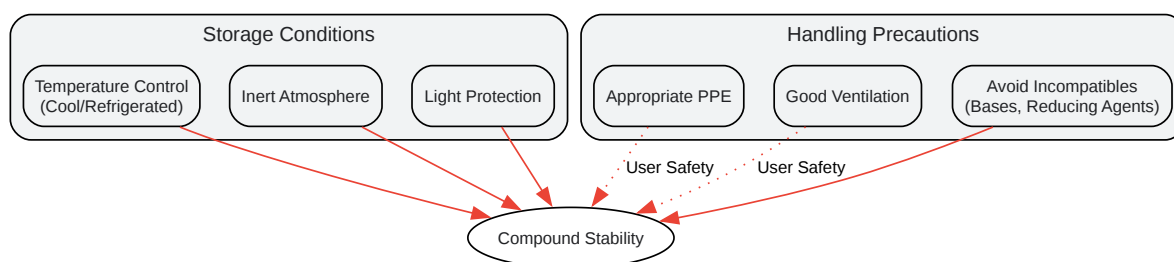 Storage Conditions
Handling Precautions
Temperature Control
(Cool/Refrigerated)
Inert Atmosphere
Light Protection
Appropriate PPE
Good Ventilation
Avoid Incompatibles
(Bases, Reducing Agents)
User Safety
User Safety
Compound Stability